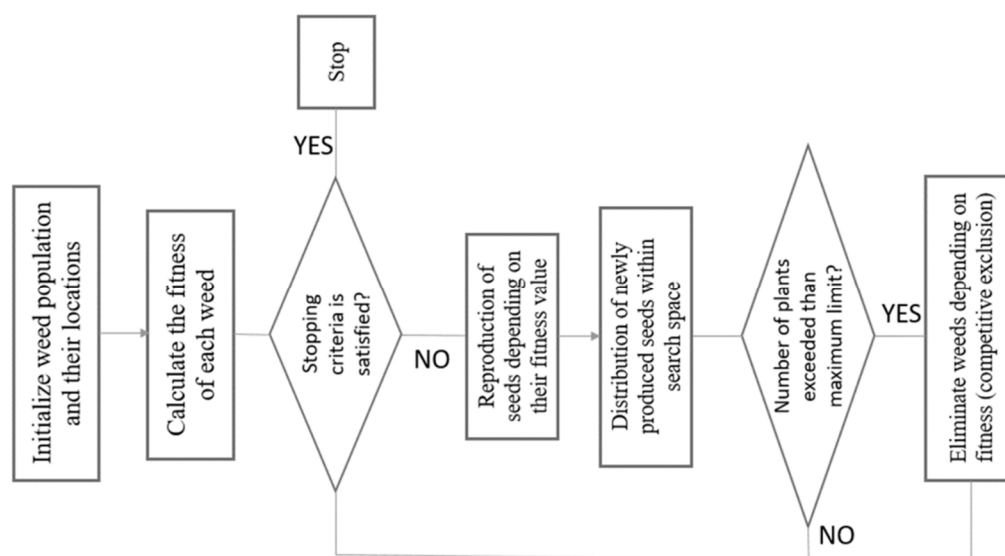 Initialize weed population
and their locations
Calculate the fitness
of each weed
Stopping
criteria is
satisfied?
YES
Stop
NO
Reproduction of
seeds depending on
their fitness value
Distribution of newly
produced seeds within
search space
Number of plants
exceeded than
maximum limit?
YES
NO
Eliminate weeds depending on
fitness (competitive exclusion)